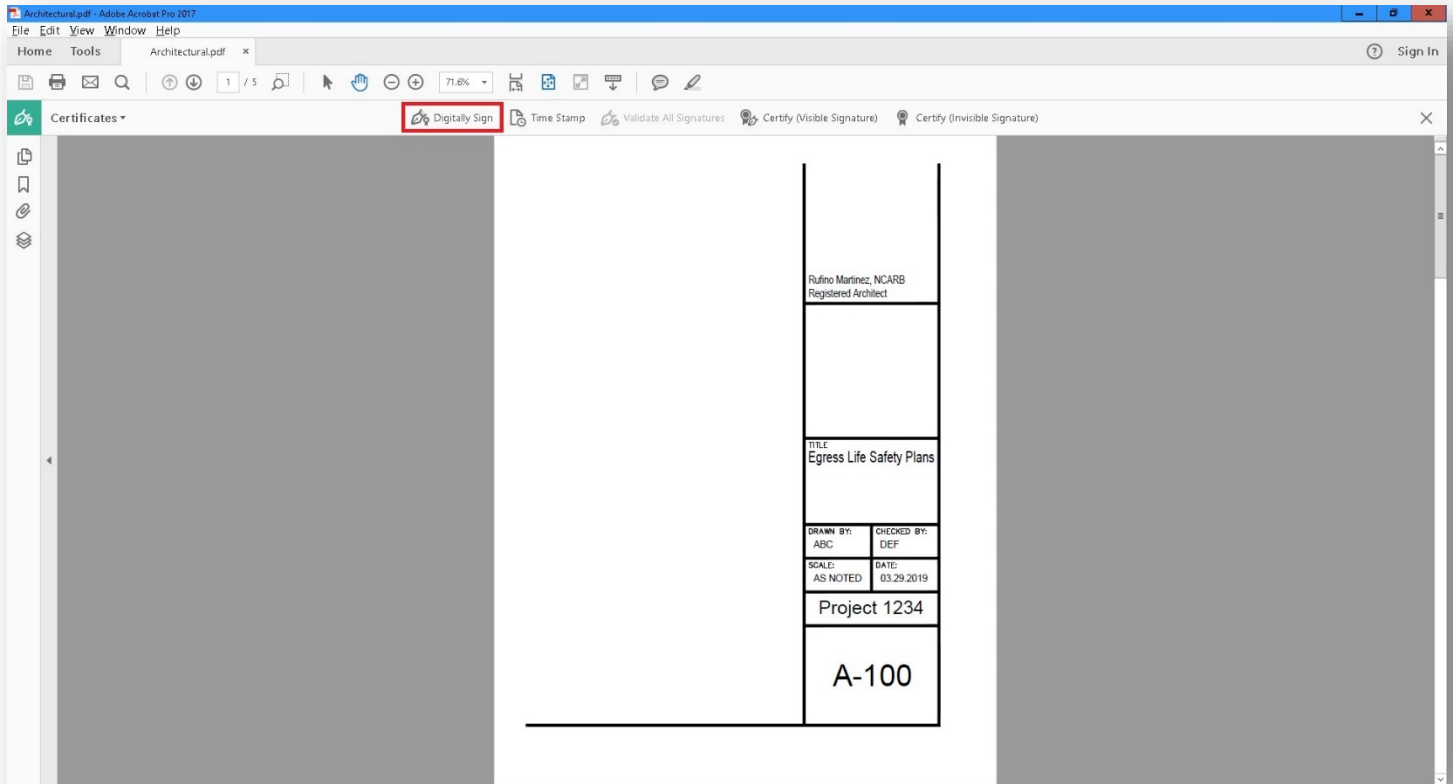 Architectural.pdf - Adobe Acrobat Pro 2017
File Edit View Window Help
Home Tools Architectural.pdf × ? Sign In
1 / 5 71.6%
Certificates Digitally Sign Time Stamp Validate All Signatures Certify (Visible Signature) Certify (Invisible Signature)
Rufino Martinez, NCARB
Registered Architect
TITLE
Egress Life Safety Plans
DRAWN BY: CHECKED BY:
ABC DEF
SCALE: DATE:
AS NOTED 03.29.2019
Project 1234
A-100